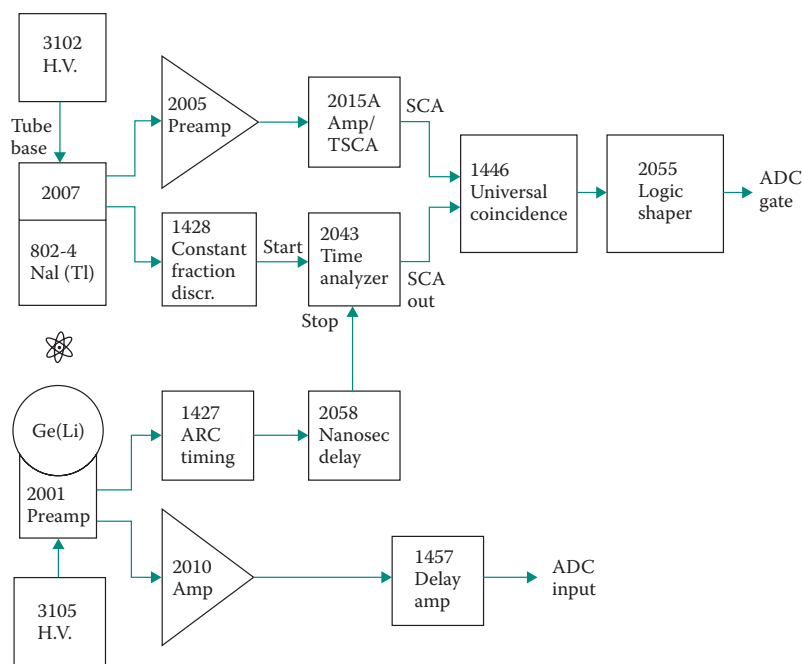 3102
H.V.
Tube
base
2007
802-4
NaI (Tl)
2005
Preamp
2015A
Amp/
TSCA
SCA
1446
Universal
coincidence
2055
Logic
shaper
ADC
gate
1428
Constant
fraction
discr.
Start
2043
Time
analyzer
SCA
out
Stop
Ge(Li)
2001
Preamp
1427
ARC
timing
2058
Nanosec
delay
3105
H.V.
2010
Amp
1457
Delay
amp
ADC
input